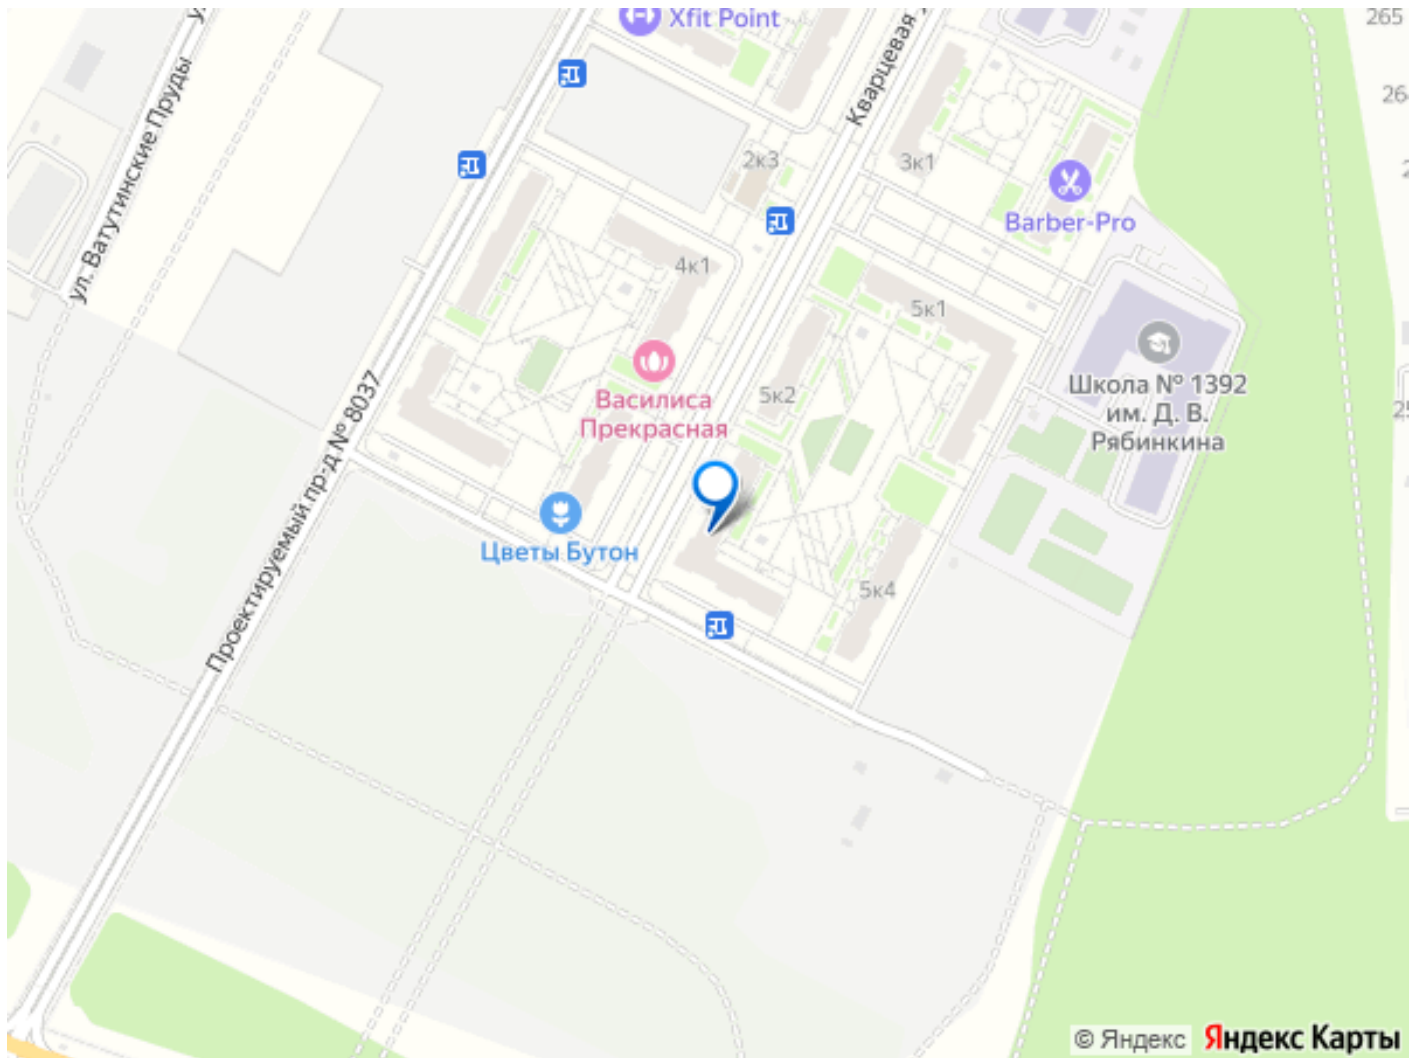 Xfit Point
265
Кварцевая
ул. Ватутинские Пруды
2к3
3к1
Barber-Pro
4к1
5к1
Школа № 1392
им. Д. В.
Рябинкина
Василиса
Прекрасная
5к2
Проектируемый пр-д № 8037
Цветы Бутон
5к4
© Яндекс Яндекс Карты